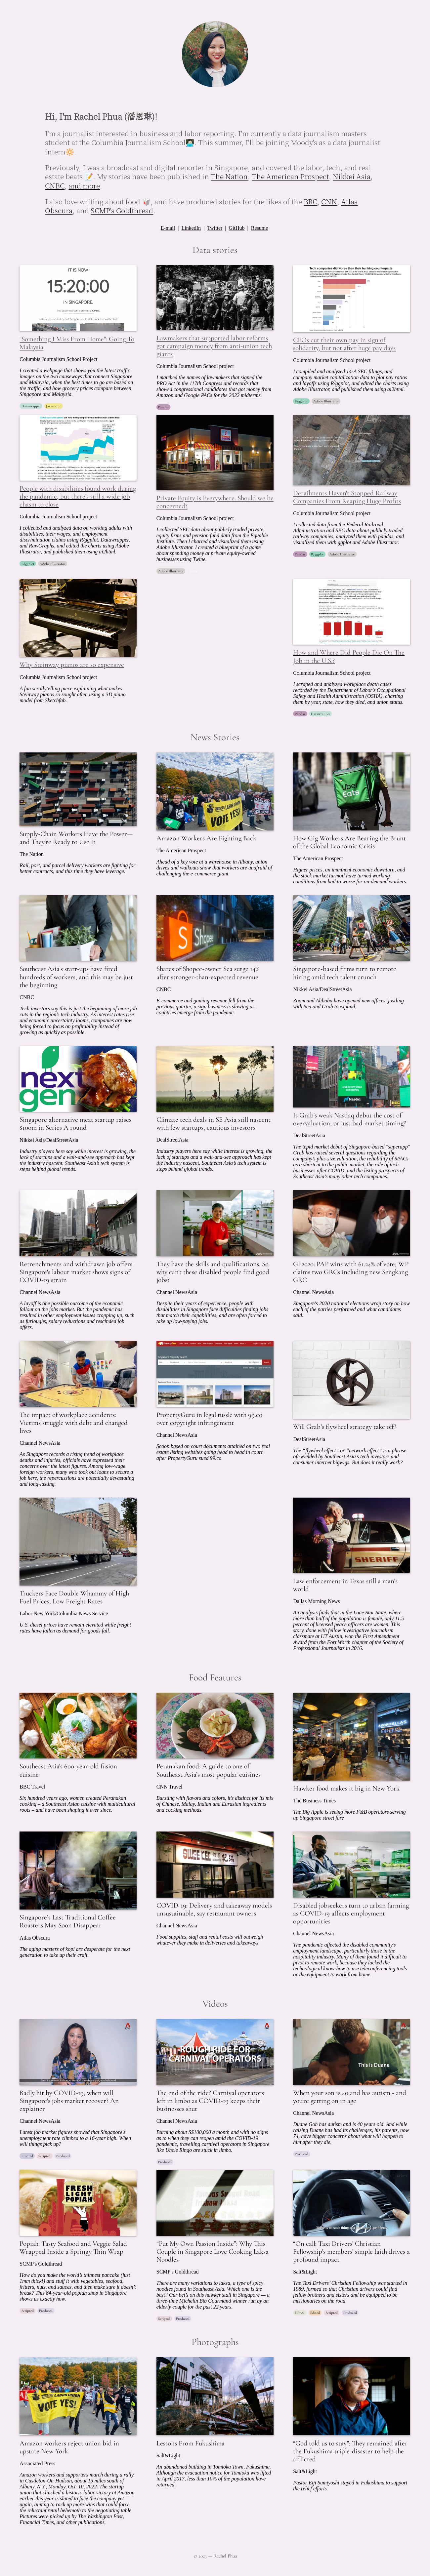 Hi, I'm Rachel Phua (潘恩琳)!
I'm a journalist interested in business and labor reporting. I'm currently a data journalism masters
student at the Columbia Journalism School👩🏻‍💻. This summer, I'll be joining Moody's as a data journalist
intern🔆.
Previously, I was a broadcast and digital reporter in Singapore, and covered the labor, tech, and real
estate beats 📝. My stories have been published in The Nation, The American Prospect, Nikkei Asia,
CNBC, and more.
I also love writing about food 🥡, and have produced stories for the likes of the BBC, CNN, Atlas
Obscura, and SCMP's Goldthread.
E-mail | LinkedIn | Twitter | GitHub | Resume
Data stories
IT IS NOW
15:20:00
IN SINGAPORE.
"Something I Miss From Home": Going To
Malaysia
Columbia Journalism School Project
I created a webpage that shows you the latest traffic
images on the two causeways that connect Singapore
and Malaysia, when the best times to go are based on
the traffic, and how grocery prices compare between
Singapore and Malaysia.
Lawmakers that supported labor reforms
got campaign money from anti-union tech
giants
Columbia Journalism school project
I matched the names of lawmakers that signed the
PRO Act in the 117th Congress and records that
showed congressional candidates that got money from
Amazon and Google PACs for the 2022 midterms.
CEOs cut their own pay in sign of
solidarity, but not after huge pay days
Columbia Journalism School project
I compiled and analyzed 14-A SEC filings, and
company market capitalization data to see pay ratios
and layoffs using R/ggplot, and edited the charts using
Adobe Illustrator, and published them using ai2html.
People with disabilities found work during
the pandemic, but there's still a wide job
chasm to close
Columbia Journalism School project
I collected and analyzed data on working adults with
disabilities, their wages, and employment
discrimination claims using R/ggplot, Datawrapper,
and RawGraphs, edited the charts using Adobe
Illustrator, and published them using ai2html.
Private Equity is Everywhere. Should we be
concerned?
Columbia Journalism School project
I collected SEC data about publicly traded private
equity firms and pension fund data from the Equable
Institute. Then I charted and visualized them using
Adobe Illustrator. I created a blueprint of a game
about spending money at private equity-owned
businesses using Twine.
Derailments Haven't Stopped Railway
Companies From Reaping Huge Profits
Columbia Journalism School project
I collected data from the Federal Railroad
Administration and SEC data about publicly traded
railway companies, analyzed them with pandas, and
visualized them with ggplot and Adobe Illustrator.
Why Steinway pianos are so expensive
Columbia Journalism School project
A fun scrollytelling piece explaining what makes
Steinway pianos so sought after, using a 3D piano
model from Sketchfab.
How and Where Did People Die On The
Job in the U.S.?
Columbia Journalism School project
I scraped and analyzed workplace death cases
recorded by the Department of Labor's Occupational
Safety and Health Administration (OSHA), charting
them by year, state, how they died, and union status.
News Stories
Supply-Chain Workers Have the Power—
and They're Ready to Use It
The Nation
Rail, port, and parcel delivery workers are fighting for
better contracts, and this time they have leverage.
Amazon Workers Are Fighting Back
The American Prospect
Ahead of a key vote at a warehouse in Albany, union
drives and walkouts show that workers are unafraid of
challenging the e-commerce grant.
How Gig Workers Are Bearing the Brunt
of the Global Economic Crisis
The American Prospect
Higher prices, an imminent economic downturn, and
the stock market turmoil have turned working
conditions from bad to worse for on-demand workers.
Southeast Asia's start-ups have fired
hundreds of workers, and this may be just
the beginning
CNBC
Tech investors say this is just the beginning of more job
cuts in the region's tech industry. As interest rates rise
and economic uncertainty looms, companies are now
being forced to focus on profitability instead of
growing as quickly as possible.
Shares of Shopee-owner Sea surge 14%
after stronger-than-expected revenue
CNBC
E-commerce and gaming revenue fell from the
previous quarter, a sign business is slowing as
countries emerge from the pandemic.
Singapore-based firms turn to remote
hiring amid talent crunch
Nikkei Asia/DealStreetAsia
Zoom and Alibaba have opened new offices, jostling
with Sea and Grab to expand.
next
gen
Singapore alternative meat startup raises
$100m in Series A round
Nikkei Asia/DealStreetAsia
Industry players here say while interest is growing, the
lack of startups and a wait-and-see approach has kept
the industry nascent. Southeast Asia's tech system is
steps behind global trends.
Climate tech deals in SE Asia still nascent
with few startups, cautious investors
DealStreetAsia
Industry players here say while interest is growing, the
lack of startups and a wait-and-see approach has kept
the industry nascent. Southeast Asia's tech system is
steps behind global trends.
Is Grab's weak Nasdaq debut the cost of
overvaluation, or just bad market timing?
DealStreetAsia
The tepid market debut of Singapore-based "superapp"
Grab has raised several questions regarding the
company's pre-listing valuation, the reliability of SPACs
as a shortcut to the public market, the role of tech
businesses after COVID, and the listing prospects of
Southeast Asia's many other tech companies.
Retrenchments and withdrawn job offers:
Singapore's labour market shows signs of
COVID-19 strain
Channel NewsAsia
A layoff is one possible outcome of the economic
fallout on the job market. But the pandemic has
resulted in other employment issues cropping up, such
as furloughs, salary reductions and rescinded job
offers.
They have the skills and qualifications. So
why can't these disabled people find good
jobs?
Channel NewsAsia
Despite their years of experience, people with
disabilities in Singapore face difficulties finding jobs
that match their capabilities, and are often forced to
take up low-paying jobs.
GE2020: PAP wins with 61.24% of vote; WP
claims two GRCs including new Sengkang
GRC
Channel NewsAsia
Singapore's 2020 national elections wrap story on how
each of the parties performed and what candidates
said.
The impact of workplace accidents:
Victims struggle with debt and changed
lives
Channel NewsAsia
As Singapore records a rising trend of workplace
deaths and injuries, officials have expressed their
concerns over the latest figures. Among low-wage
foreign workers, many who took out loans to secure a
job here, the repercussions are potentially devastating
and long-lasting.
PropertyGuru in legal tussle with 99.co
over copyright infringement
Channel NewsAsia
Scoop based on court documents attained on two real
estate listing websites going head to head in court
after PropertyGuru sued 99.co.
Will Grab's flywheel strategy take off?
DealStreetAsia
The "flywheel effect" or "network effect" is a phrase
oft-wielded by Southeast Asia's tech investors and
consumer internet bigwigs. But does it really work?
Truckers Face Double Whammy of High
Fuel Prices, Low Freight Rates
Labor New York/Columbia News Service
U.S. diesel prices have remain elevated while freight
rates have fallen as demand for goods fall.
SHERIFF
Law enforcement in Texas still a man's
world
Dallas Morning News
An analysis finds that in the Lone Star State, where
more than half of the population is female, only 11.5
percent of licensed peace officers are women. This
story, done with fellow investigative journalism
classmate at UT Austin, won the First Amendment
Award from the Fort Worth chapter of the Society of
Professional Journalists in 2016.
Food Features
Southeast Asia's 600-year-old fusion
cuisine
BBC Travel
Six hundred years ago, women created Peranakan
cooking – a Southeast Asian cuisine with multicultural
roots – and have been shaping it ever since.
Peranakan food: A guide to one of
Southeast Asia's most popular cuisines
CNN Travel
Bursting with flavors and colors, it's distinct for its mix
of Chinese, Malay, Indian and Eurasian ingredients
and cooking methods.
Hawker food makes it big in New York
The Business Times
The Big Apple is seeing more F&B operators serving
up Singapore street fare
Singapore's Last Traditional Coffee
Roasters May Soon Disappear
Atlas Obscura
The aging masters of kopi are desperate for the next
generation to take up their craft.
COVID-19: Delivery and takeaway models
unsustainable, say restaurant owners
Channel NewsAsia
Food supplies, staff and rental costs will outweigh
whatever they make in deliveries and takeaways.
Disabled jobseekers turn to urban farming
as COVID-19 affects employment
opportunities
Channel NewsAsia
The pandemic affected the disabled community's
employment landscape, particularly those in the
hospitality industry. Many of them found it difficult to
pivot to remote work, because they lacked the
technological know-how to use teleconferencing tools
or the equipment to work from home.
Videos
Badly hit by COVID-19, when will
Singapore's jobs market recover? An
explainer
Channel NewsAsia
Latest job market figures showed that Singapore's
unemployment rate climbed to a 16-year high. When
will things pick up?
ROUGH RIDE FOR
CARNIVAL OPERATORS
The end of the ride? Carnival operators
left in limbo as COVID-19 keeps their
businesses shut
Channel NewsAsia
Burning about S$100,000 a month and with no signs
as to when they can resume until the COVID-19
pandemic, traveling carnival operators in Singapore
like Uncle Ringo are stuck in limbo.
This is Duane
When your son is 40 and has autism - and
you're getting on in age
Channel NewsAsia
Duane Goh has autism and is 40 years old. And while
raising Duane has had its challenges, his parents, now
74, have bigger concerns about what will happen to
him after they die.
FRESH
LIGHT
POPIAH
Popiah: Tasty Seafood and Veggie Salad
Wrapped Inside a Springy Thin Wrap
SCMP's Goldthread
How do you make the world's thinnest pancake (just
1mm thick!) and stuff it with vegetables, seafood,
fritters, nuts, and sauces, and then make sure it doesn't
break? This 84-year-old popiah shop in Singapore
shows us exactly how.
"Put My Own Passion Inside": Why This
Couple in Singapore Love Cooking Laksa
Noodles
SCMP's Goldthread
There are many variations to laksa, a type of spicy
noodles found in Southeast Asia. Which one is the
best? Our bet's on this hawker stall in Singapore — a
three-time Michelin Bib Gourmand winner run by an
elderly couple for the past 22 years.
"On call: Taxi Drivers' Christian
Fellowship's members' simple faith drives a
profound impact
Salt&Light
The Taxi Drivers' Christian Fellowship was started in
1989, formed so that Christian drivers could find
fellow brothers and sisters and be equipped to be
missionaries on the road.
Photographs
VOTE YES!
Amazon workers reject union bid in
upstate New York
Associated Press
Amazon workers and supporters march during a rally
in Castleton-On-Hudson, about 15 miles south of
Albany, N.Y., Monday, Oct. 10, 2022. The startup
union that clinched a historic labor victory at Amazon
earlier this year is slated to face the company yet
again, aiming to rack up more wins that could force
the reluctant retail behemoth to the negotiating table.
Pictures were picked up by The Washington Post,
Financial Times, and other publications.
Lessons From Fukushima
Salt&Light
An abandoned building in Tomioka Town, Fukushima.
Although the evacuation notice for Tomioka was lifted
in April 2017, less than 10% of the population have
returned.
"God told us to stay": They remained after
the Fukushima triple-disaster to help the
afflicted
Salt&Light
Pastor Eiji Sumiyoshi stayed in Fukushima to support
the relief efforts.
© 2023 — Rachel Phua